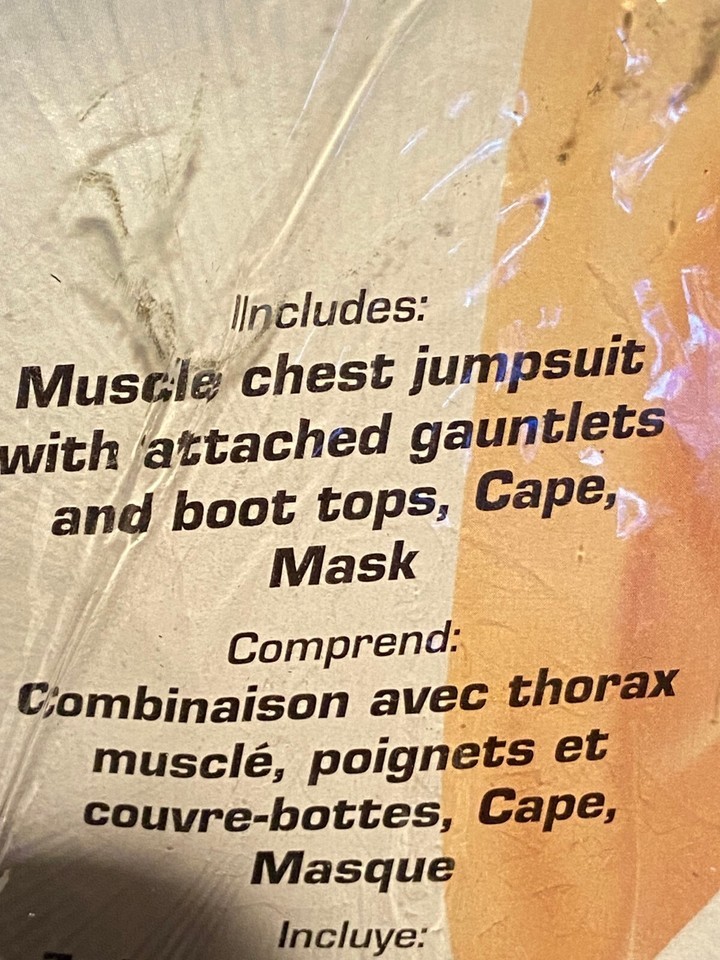 Includes:
Muscle chest jumpsuit
with attached gauntlets
and boot tops, Cape,
Mask
Comprend:
Combinaison avec thorax
musclé, poignets et
couvre-bottes, Cape,
Masque
Incluye: